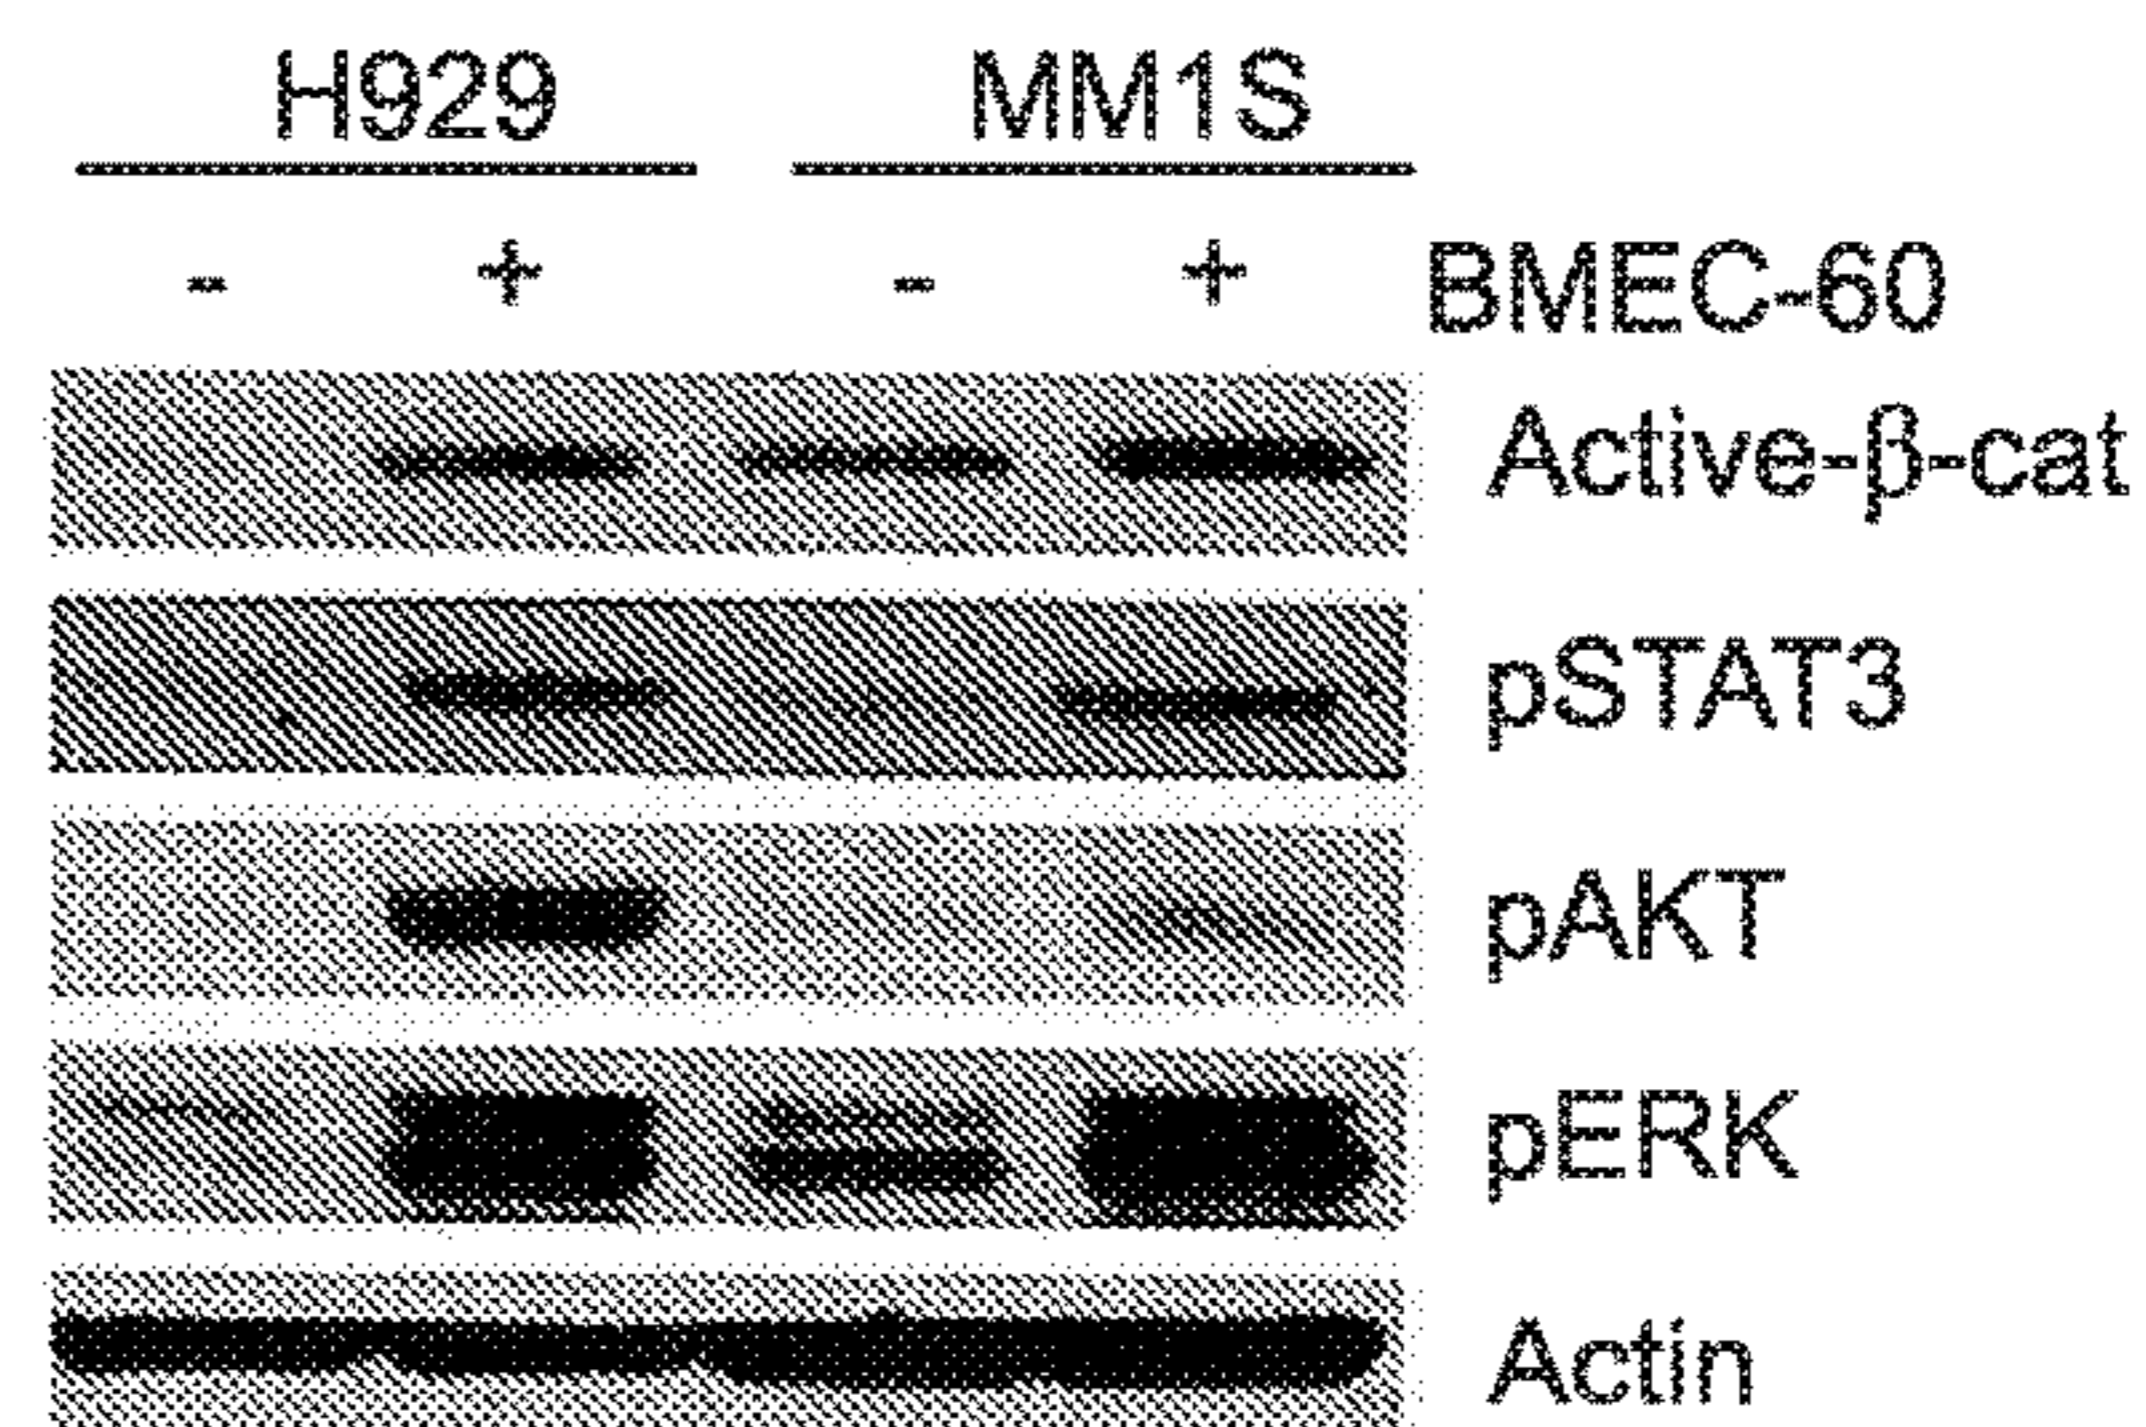 H929 MM1S
- + - + BMEC-60
Active-β-cat
pSTAT3
pAKT
pERK
Actin